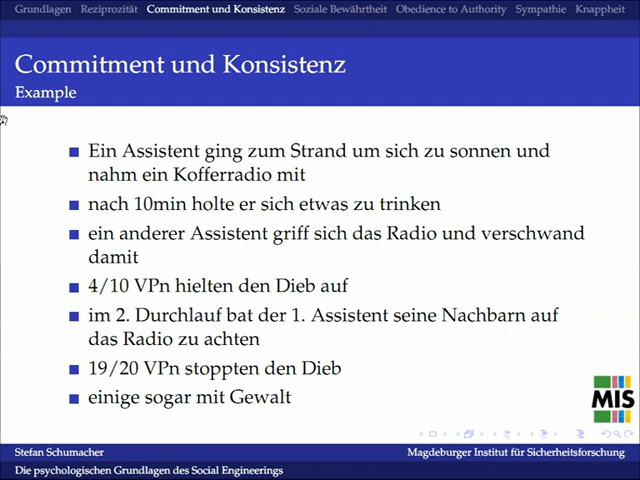 Grundlagen Reziprozität Commitment und Konsistenz Soziale Bewährtheit Obedience to Authority Sympathie Knappheit
Commitment und Konsistenz
Example
Ein Assistent ging zum Strand um sich zu sonnen und
nahm ein Kofferradio mit
nach 10min holte er sich etwas zu trinken
ein anderer Assistent griff sich das Radio und verschwand
damit
4/10 VPn hielten den Dieb auf
im 2. Durchlauf bat der 1. Assistent seine Nachbarn auf
das Radio zu achten
19/20 VPn stoppten den Dieb
einige sogar mit Gewalt
MIS
Stefan Schumacher Magdeburger Institut für Sicherheitsforschung
Die psychologischen Grundlagen des Social Engineerings